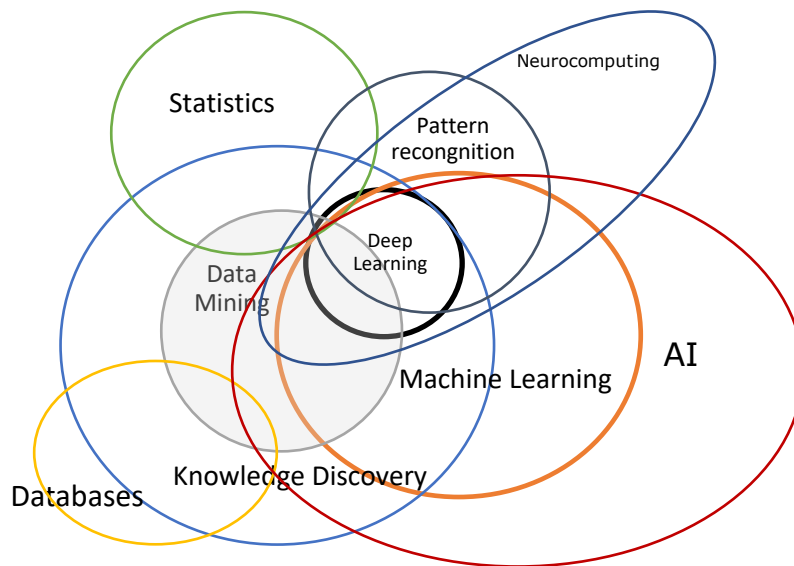 Neurocomputing
Statistics
Pattern
recongnition
Deep
Learning
Data
Mining
AI
Machine Learning
Knowledge Discovery
Databases